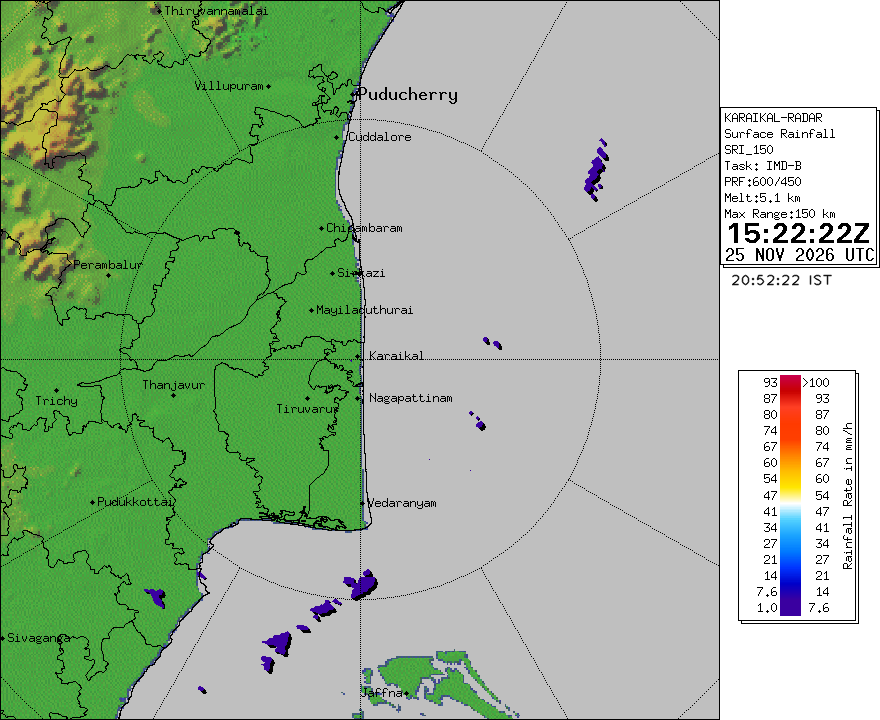 Thiruvannamalai
Villupuram
Puducherry
Cuddalore
Chidambaram
Sirkazi
Perambalur
Mayiladuthurai
Karaikal
Thanjavur
Trichy
Tiruvarur
Nagapattinam
Pudukkottai
Vedaranyam
Sivaganga
Jaffna
KARAIKAL-RADAR
Surface Rainfall
SRI_150
Task: IMD-B
PRF:600/450
Melt:5.1 km
Max Range:150 km
15:22:22Z
25 NOV 2026 UTC
20:52:22 IST
93 >100
87 93
80 87
74 80
67 74
60 67
54 60
47 54
41 47
34 41
27 34
21 27
14 21
7.6 14
1.0 7.6
Rainfall Rate in mm/h